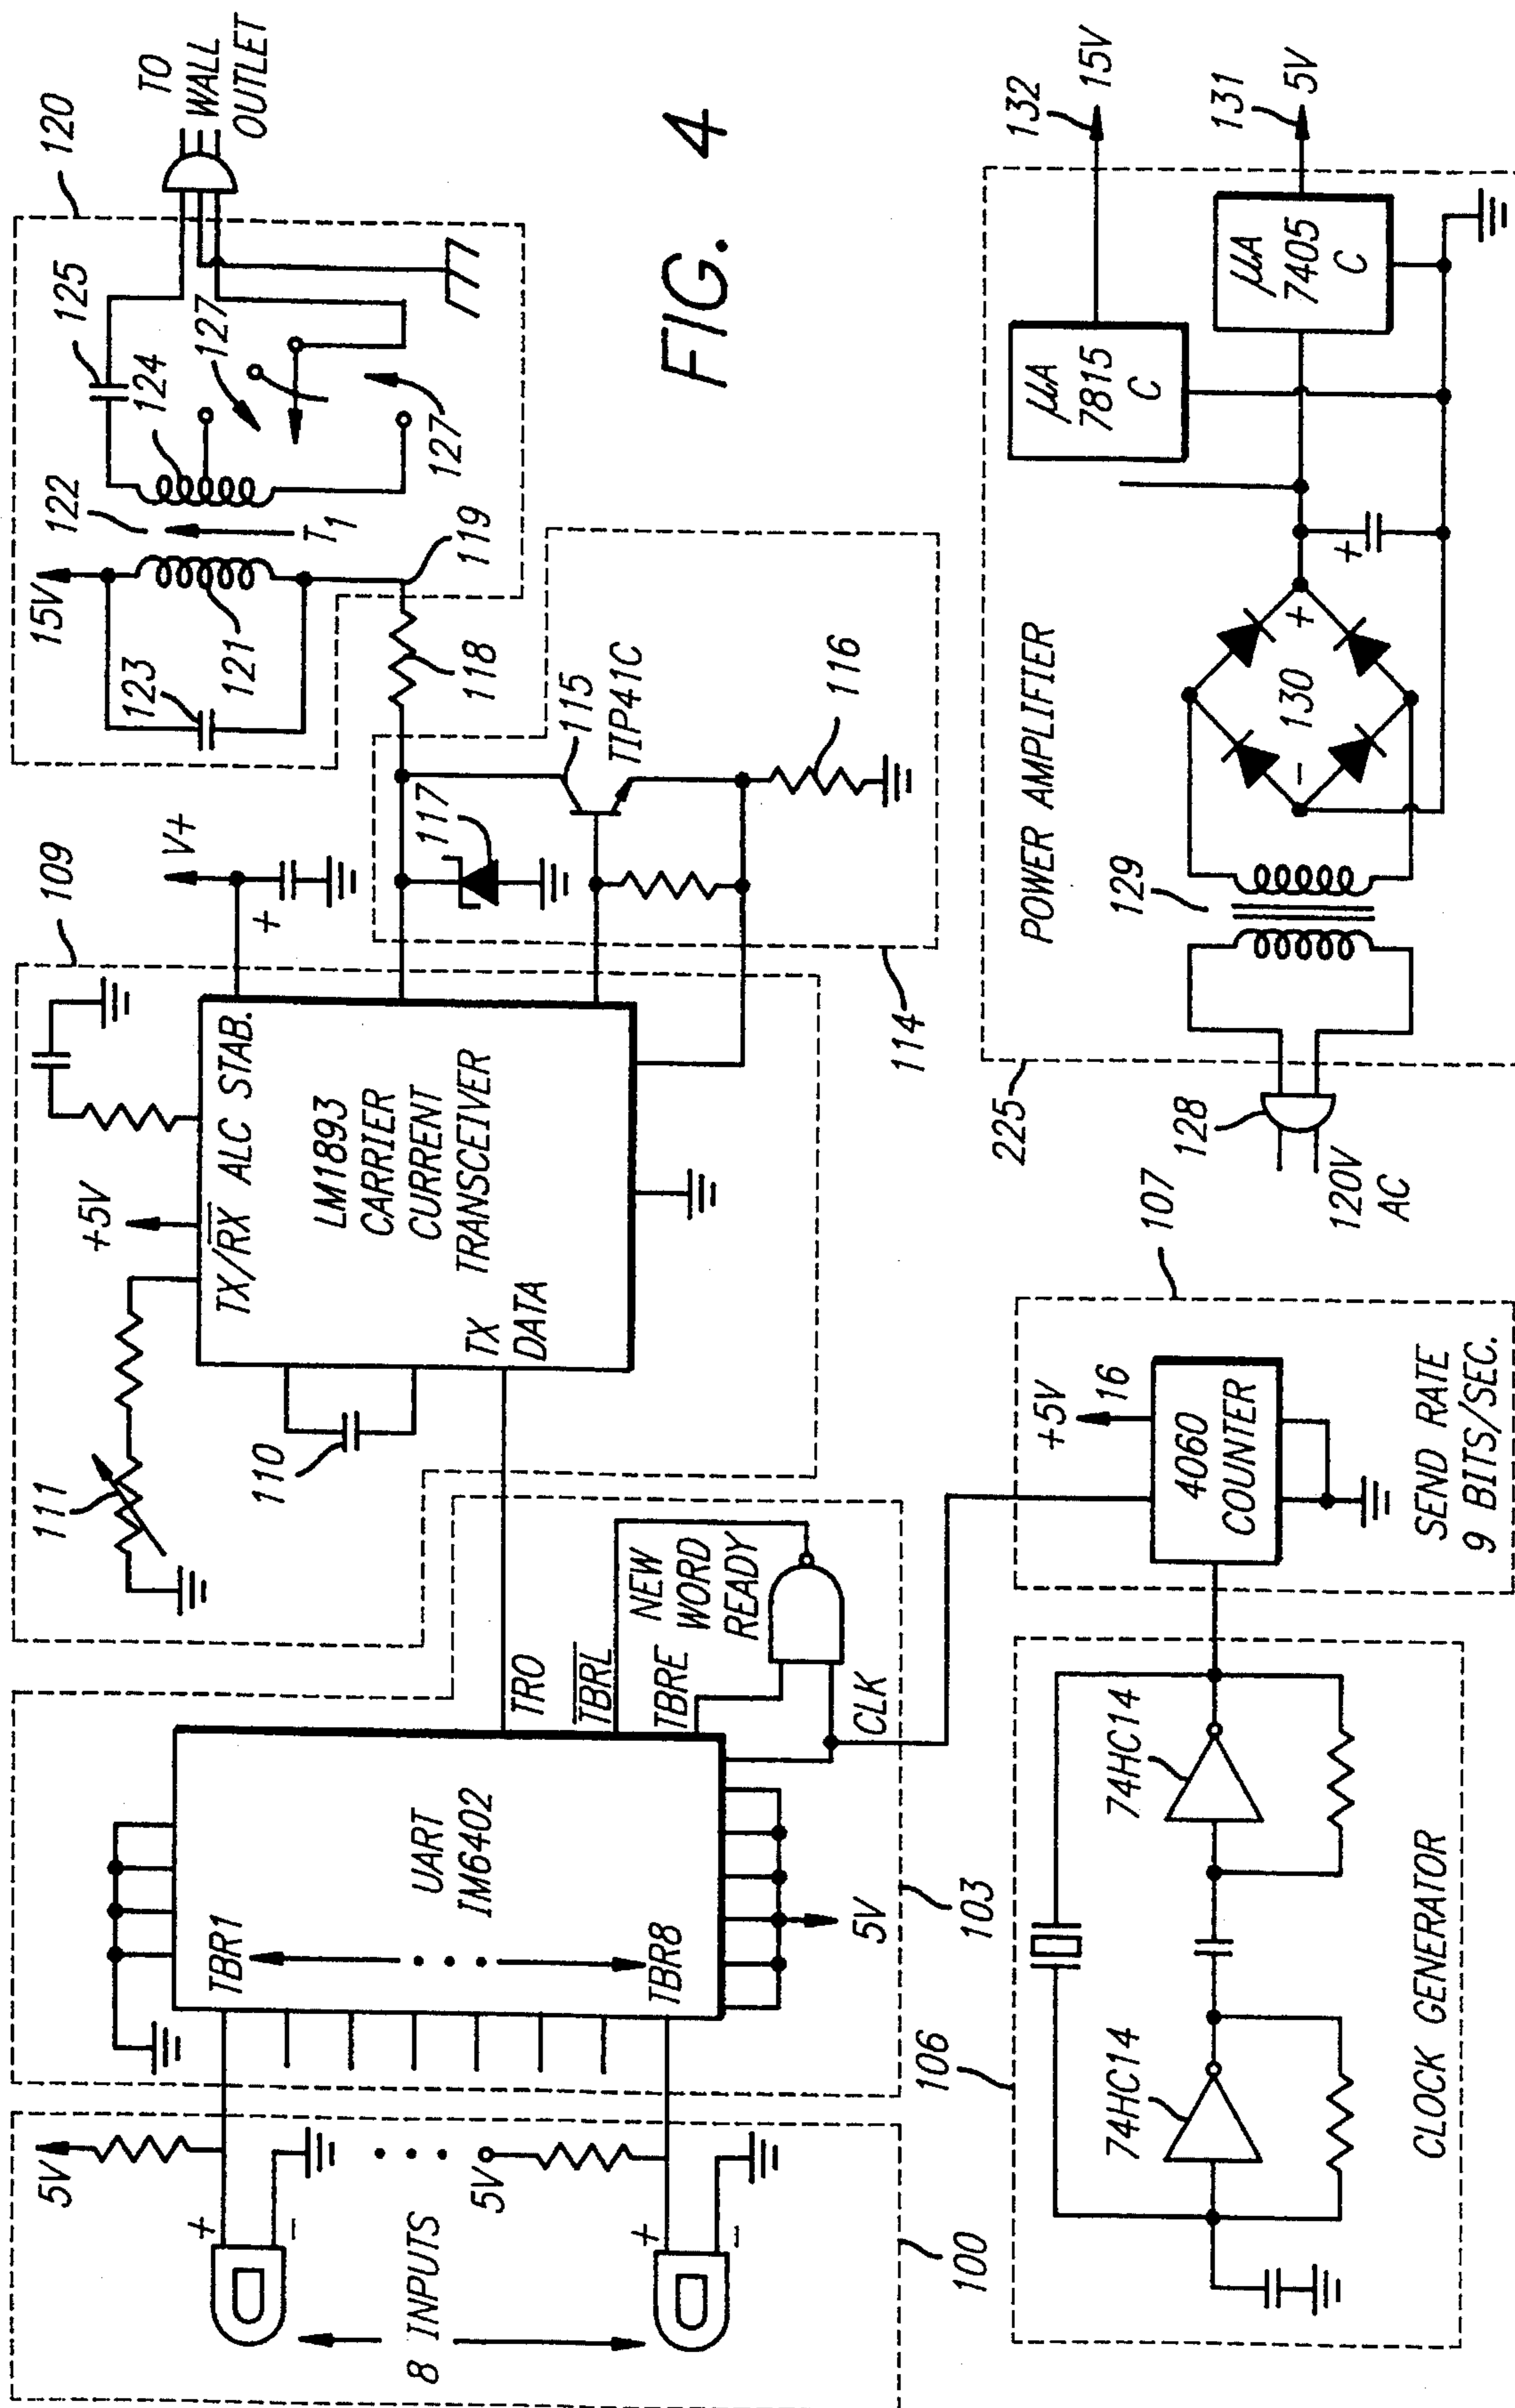 8 INPUTS
5V
+
-
5V
+
-
100
TBR1
TBR8
UART
IM6402
5V
103
TRO
TBRL
TBRE
NEW
WORD
READY
CLK
111
110
+5V
TX/RX
ALC STAB.
LM1893
CARRIER
CURRENT
TRANSCEIVER
TX
DATA
109
V+
+
114
117
115
TIP41C
116
118
119
15V
123
121
122
T1
124
125
127
127
120
TO
WALL
OUTLET
FIG. 4
106
74HC14
74HC14
CLOCK GENERATOR
107
+5V
16
4060
COUNTER
SEND RATE
9 BITS/SEC.
225
POWER AMPLIFIER
128
120V
AC
129
-
130
+
+
µA
7815
C
µA
7405
C
132
15V
131
5V